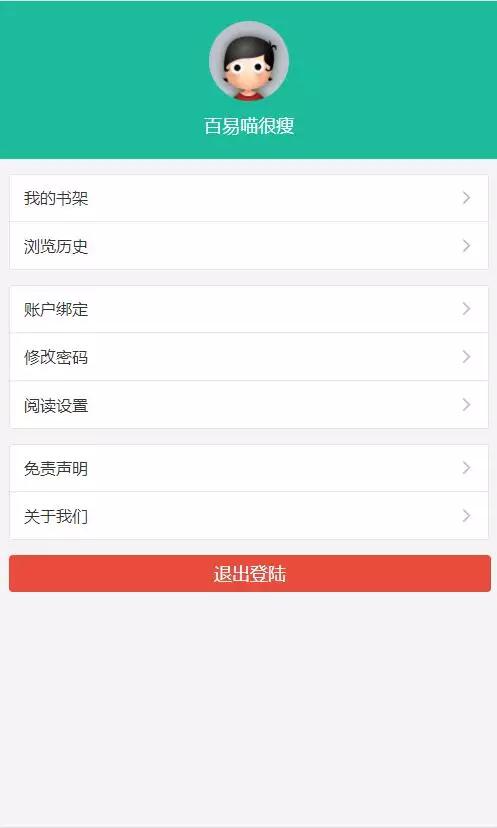 百易喵很瘦
我的书架
浏览历史
账户绑定
修改密码
阅读设置
免责声明
关于我们
退出登陆